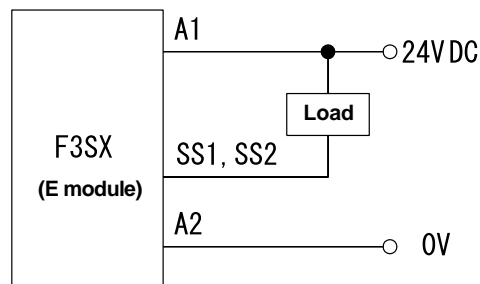 A1
24V DC
Load
F3SX
(E module)
SS1, SS2
A2
0V